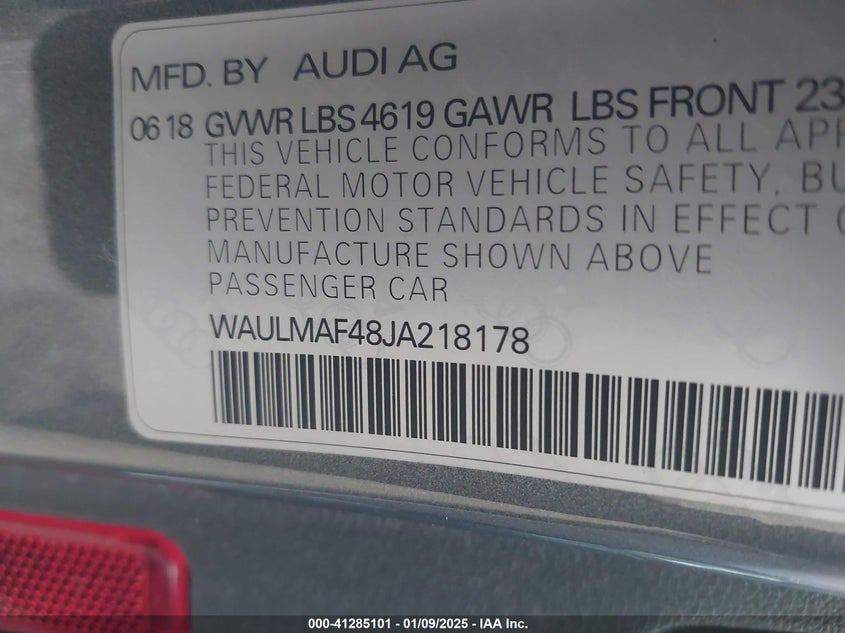 MFD. BY AUDI AG
06 18 GVWR LBS 4619 GAWR LBS FRONT 23
THIS VEHICLE CONFORMS TO ALL APP
FEDERAL MOTOR VEHICLE SAFETY, BU
PREVENTION STANDARDS IN EFFECT O
MANUFACTURE SHOWN ABOVE
PASSENGER CAR
WAULMAF48JA218178
000-41285101 - 01/09/2025 - IAA Inc.